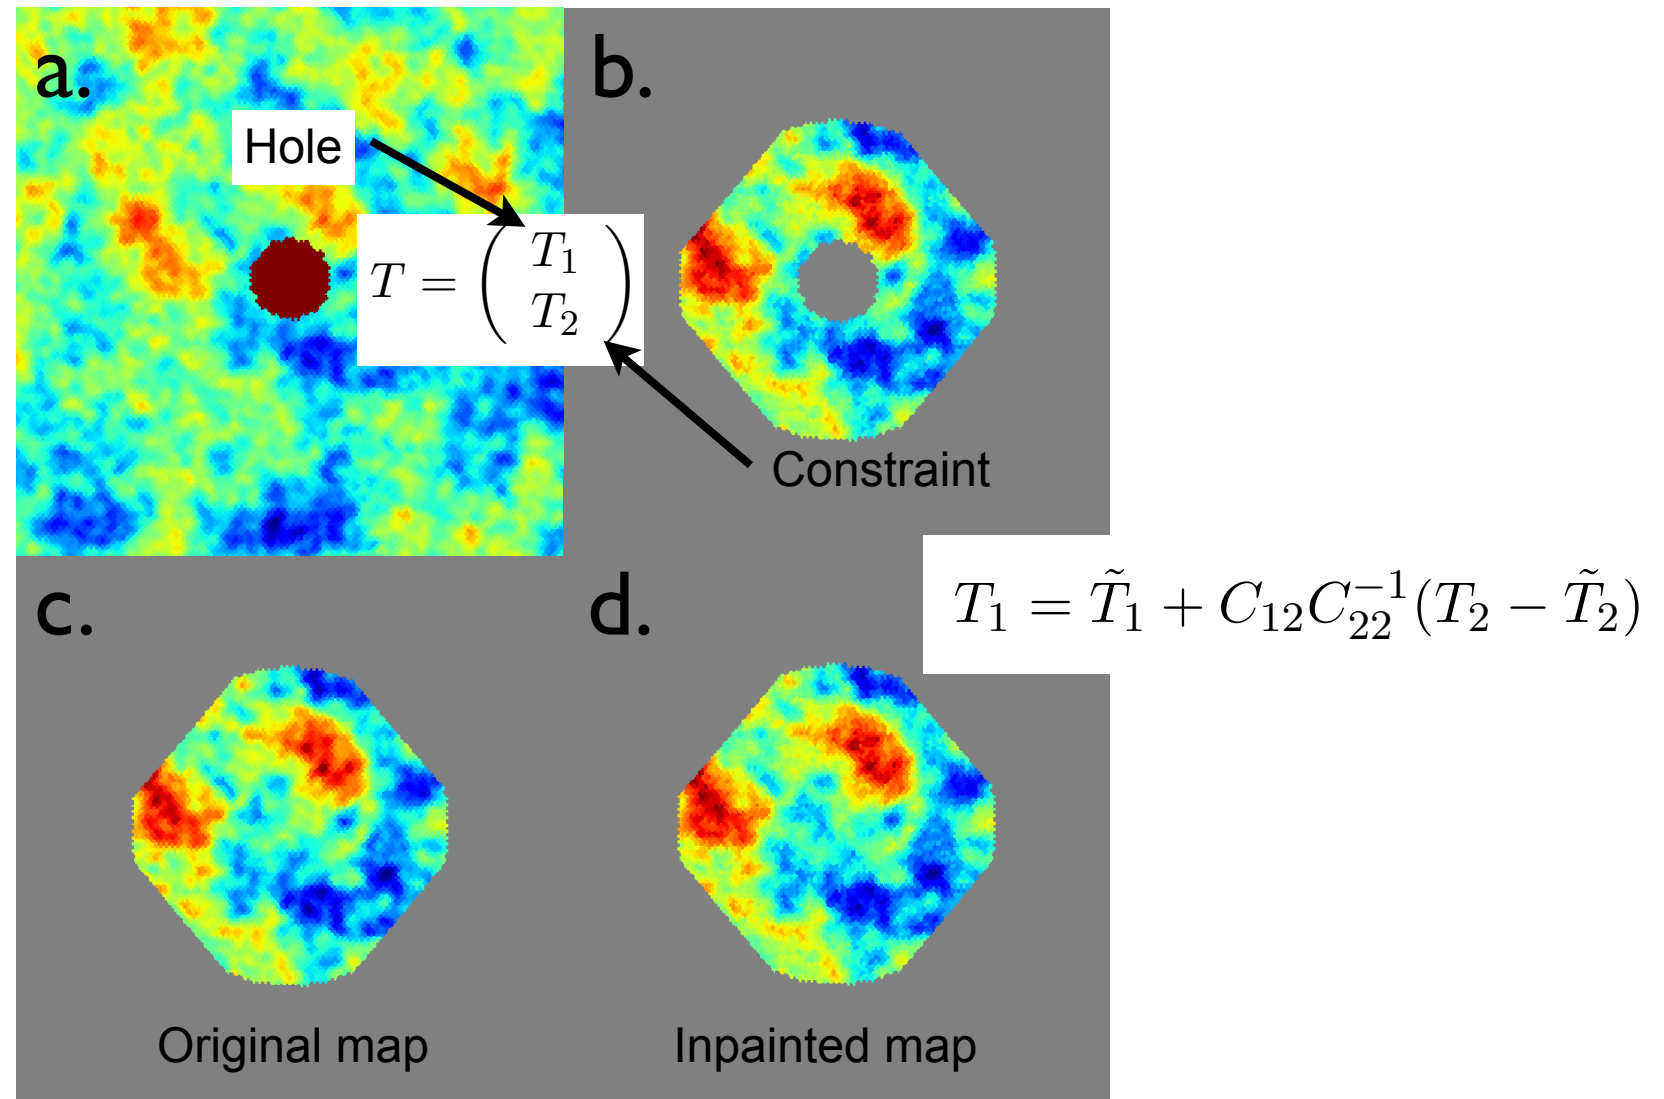 a.
b.
Hole
T = ( T₁
T₂ )
Constraint
c.
d.
T₁ = T̃₁ + C₁₂C₂₂⁻¹(T₂ − T̃₂)
Original map
Inpainted map